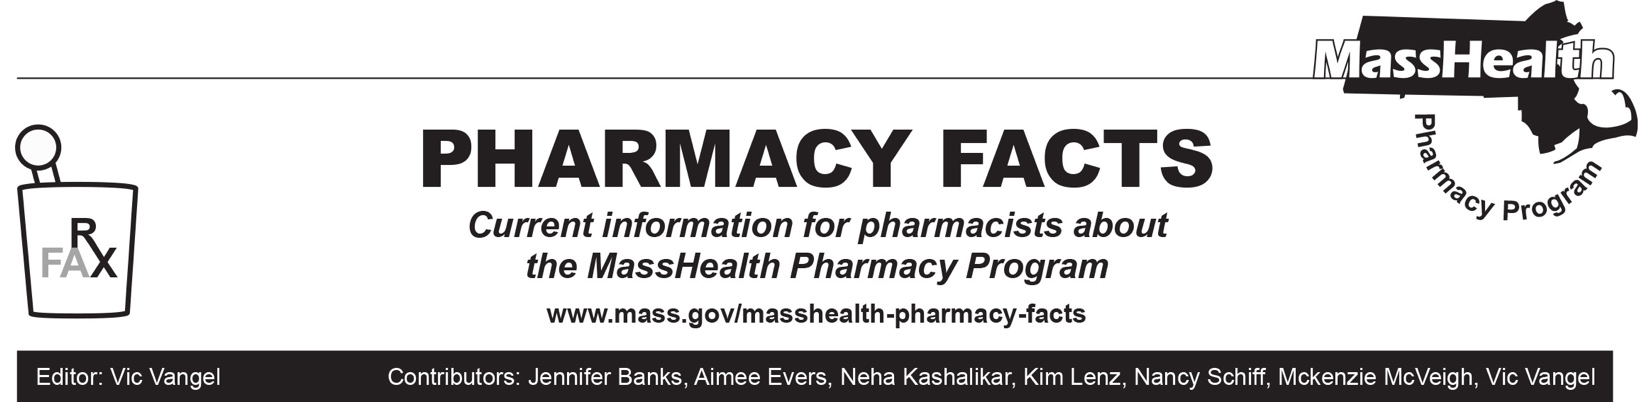 MassHealth
Pharmacy Program
PHARMACY FACTS
Current information for pharmacists about
the MassHealth Pharmacy Program
www.mass.gov/masshealth-pharmacy-facts
R
FAX
Editor: Vic Vangel
Contributors: Jennifer Banks, Aimee Evers, Neha Kashalikar, Kim Lenz, Nancy Schiff, Mckenzie McVeigh, Vic Vangel